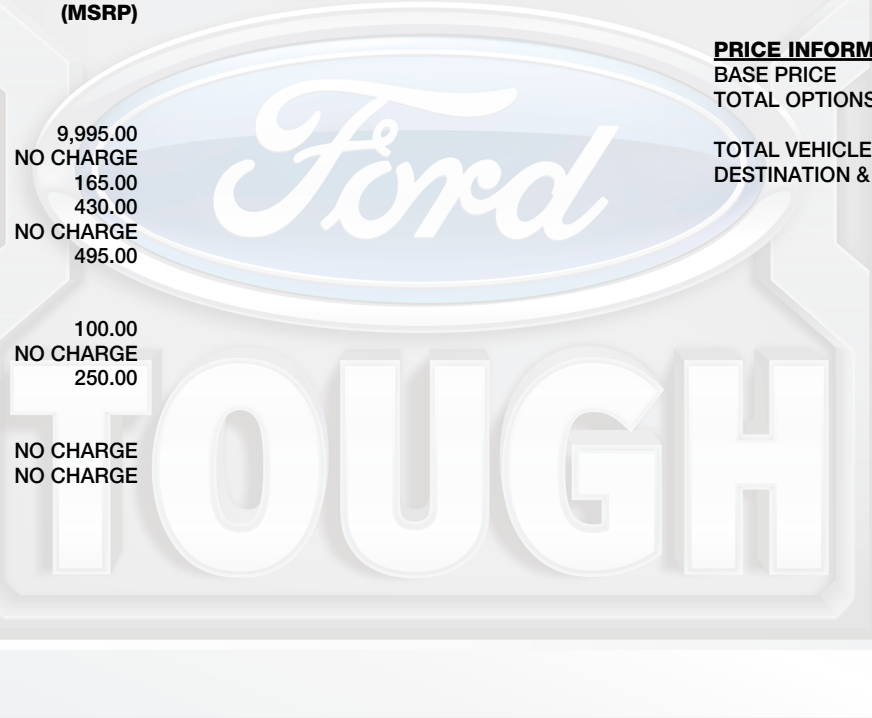 (MSRP)
9,995.00
NO CHARGE
165.00
430.00
NO CHARGE
495.00
100.00
NO CHARGE
250.00
NO CHARGE
NO CHARGE
PRICE INFORM
BASE PRICE
TOTAL OPTIONS
TOTAL VEHICLE
DESTINATION &
Ford
TOUGH